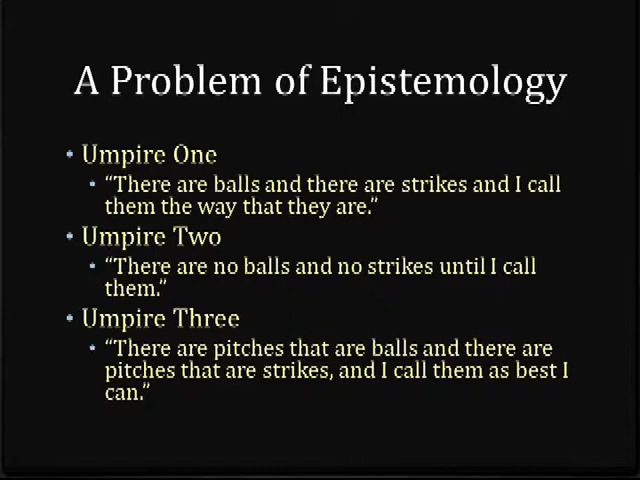 A Problem of Epistemology
• Umpire One
• “There are balls and there are strikes and I call
them the way that they are.”
• Umpire Two
• “There are no balls and no strikes until I call
them.”
• Umpire Three
• “There are pitches that are balls and there are
pitches that are strikes, and I call them as best I
can.”